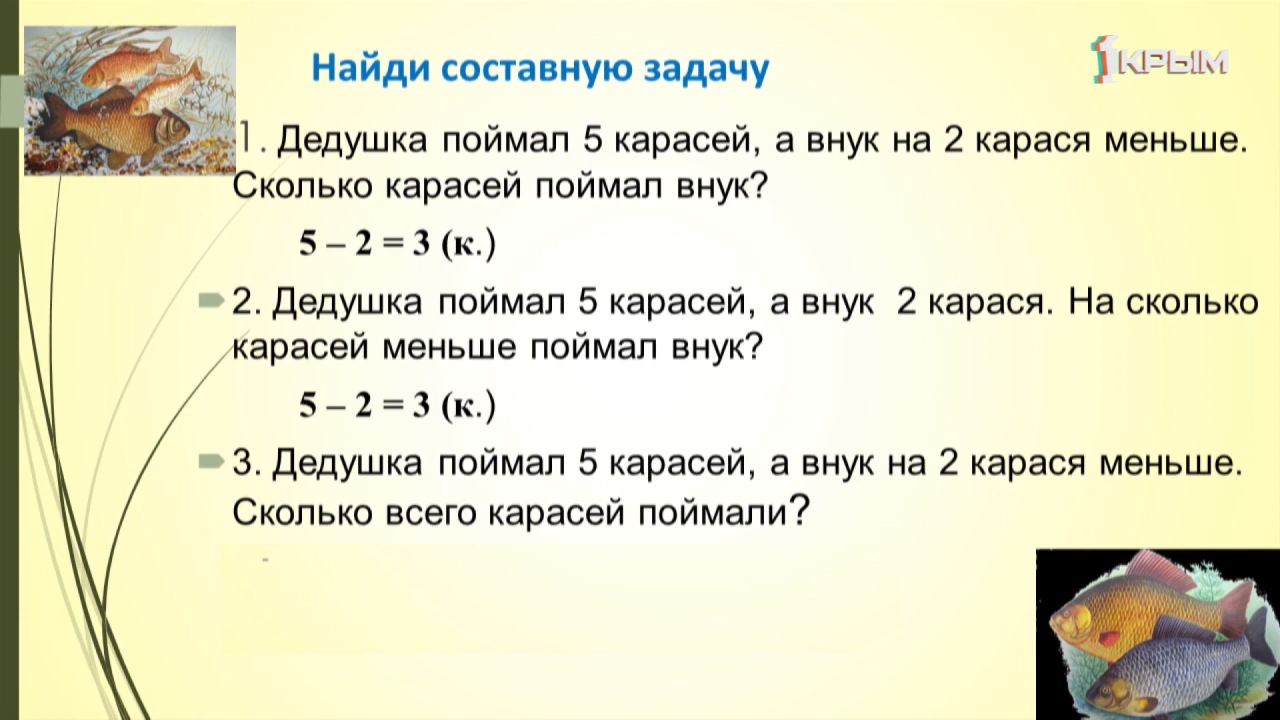 Найди составную задачу
1КРЫМ
1. Дедушка поймал 5 карасей, а внук на 2 карася меньше.
Сколько карасей поймал внук?
5 – 2 = 3 (к.)
2. Дедушка поймал 5 карасей, а внук 2 карася. На сколько
карасей меньше поймал внук?
5 – 2 = 3 (к.)
3. Дедушка поймал 5 карасей, а внук на 2 карася меньше.
Сколько всего карасей поймали?
-